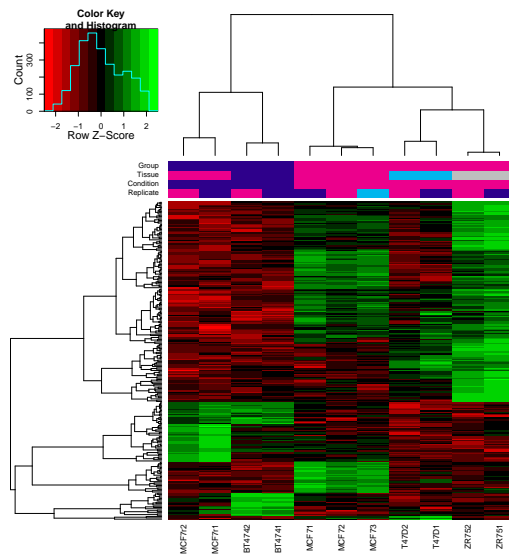 Color Key
and Histogram
Count
0 100 300
−2 −1 0 1 2
Row Z−Score
Group
Tissue
Condition
Replicate
MCF7r2
MCF7r1
BT4742
BT4741
MCF71
MCF72
MCF73
T47D2
T47D1
ZR752
ZR751